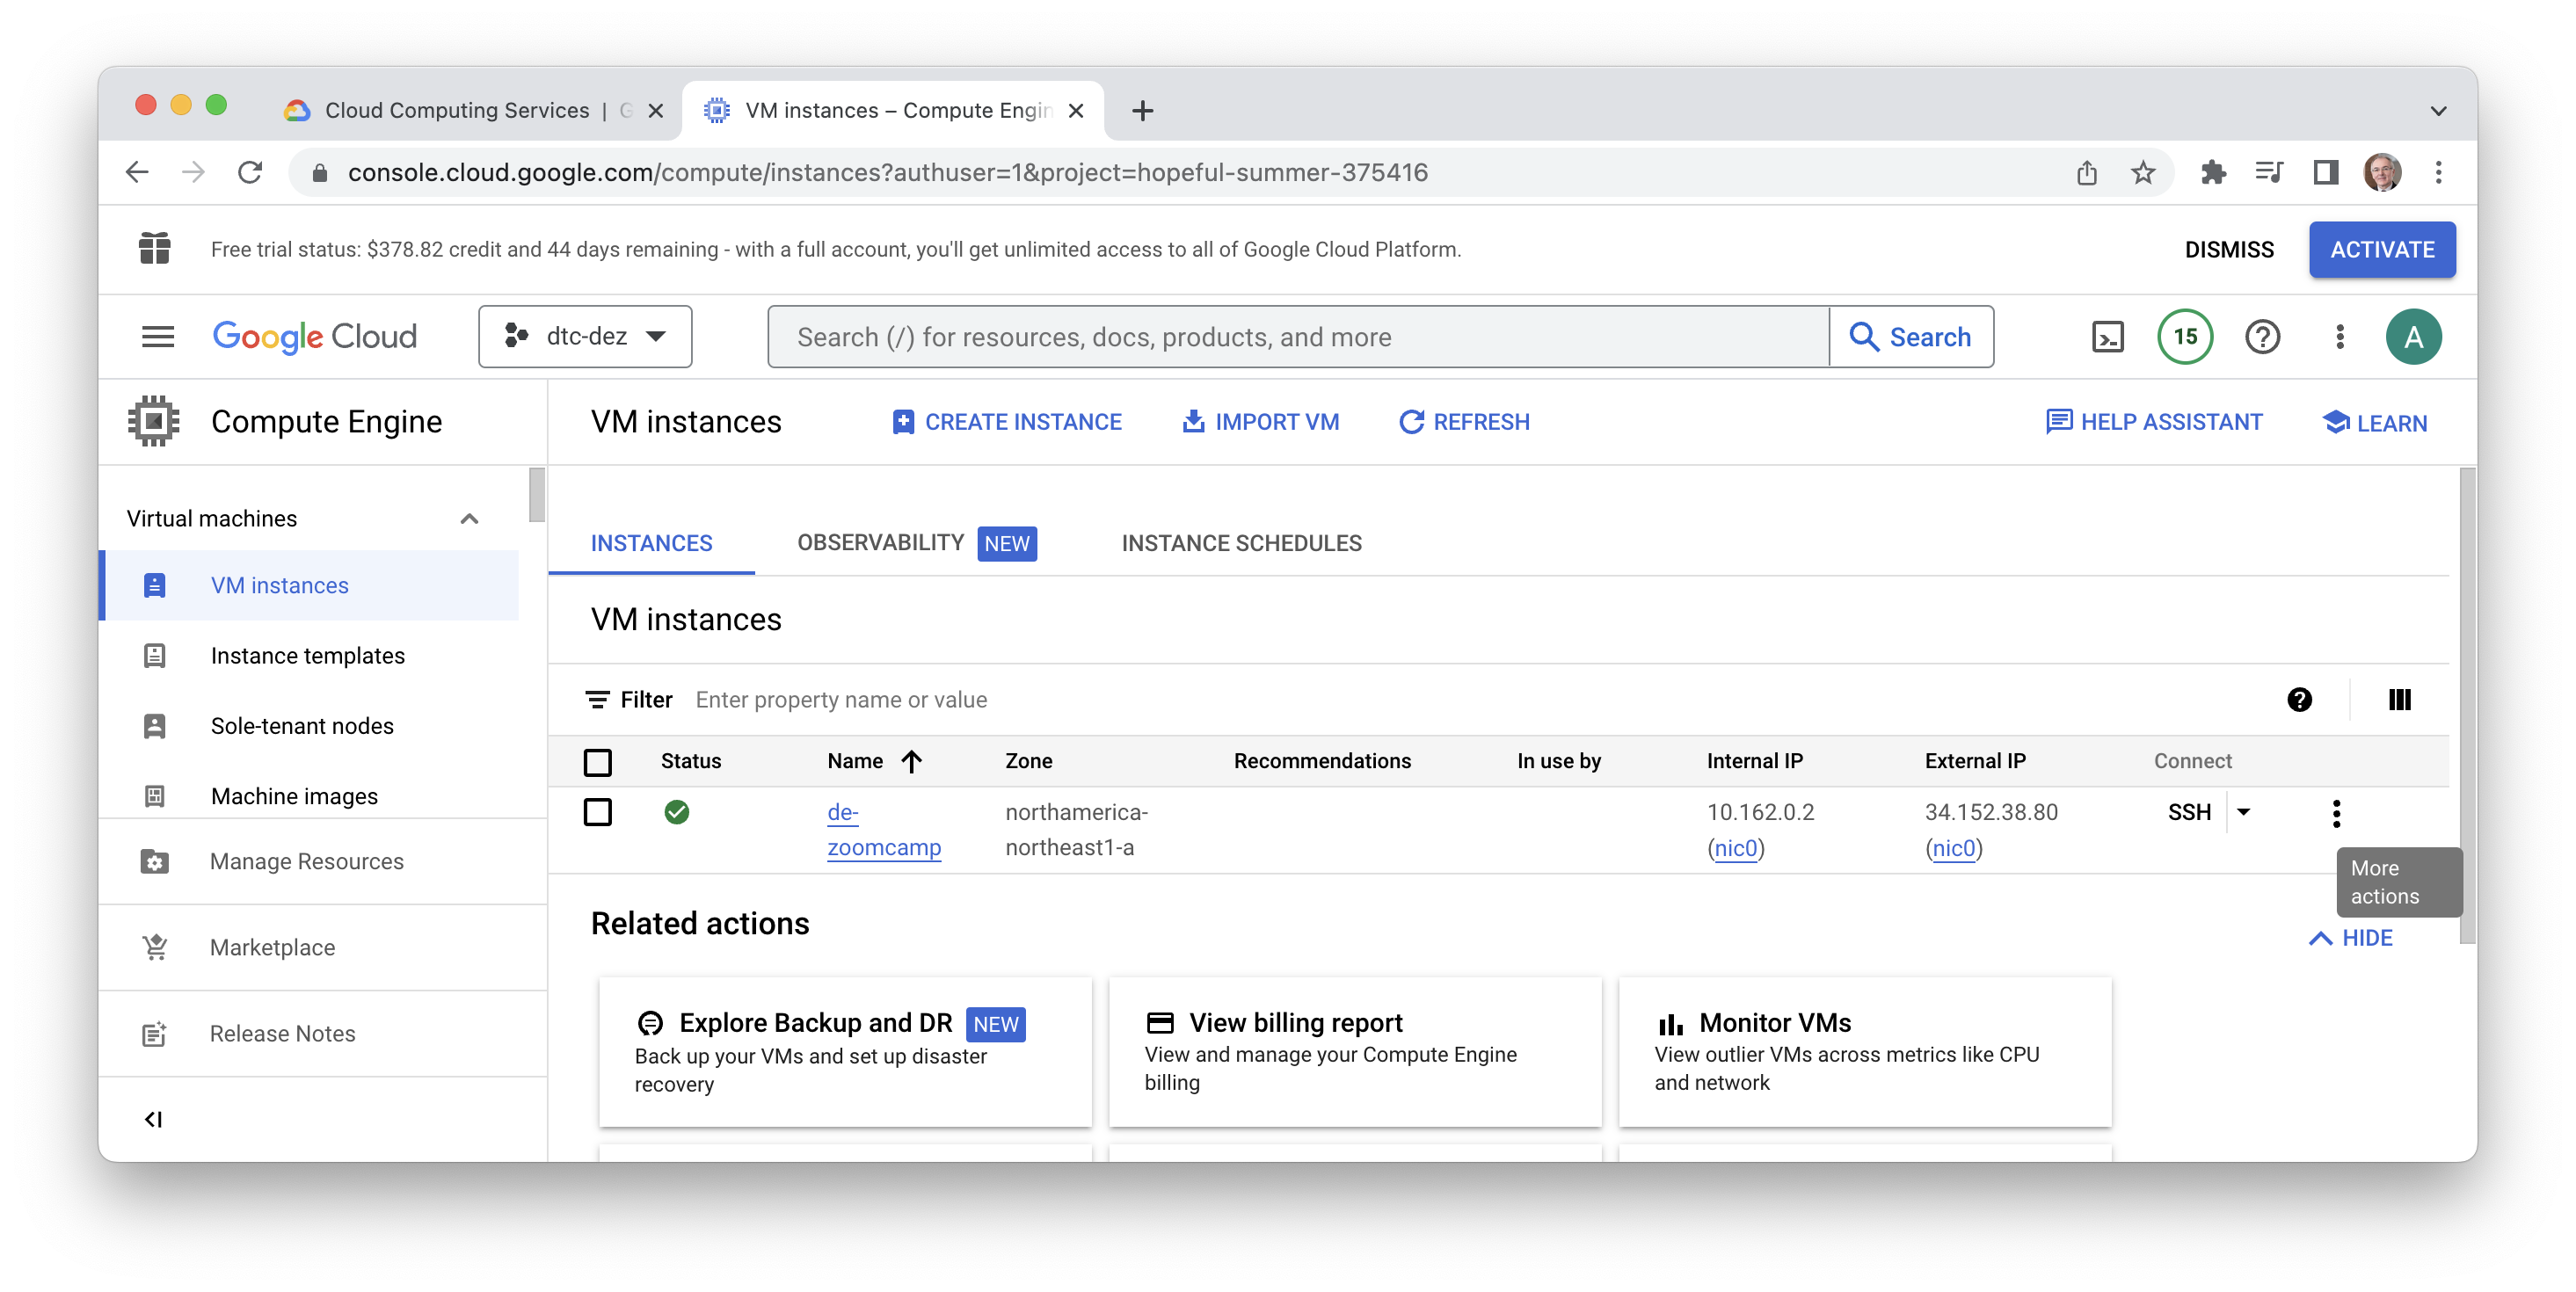 Cloud Computing Services | G
VM instances – Compute Engin
console.cloud.google.com/compute/instances?authuser=1&project=hopeful-summer-375416
Free trial status: $378.82 credit and 44 days remaining - with a full account, you'll get unlimited access to all of Google Cloud Platform.
DISMISS
ACTIVATE
Google Cloud
dtc-dez
Search (/) for resources, docs, products, and more
Search
15
A
Compute Engine
VM instances
CREATE INSTANCE
IMPORT VM
REFRESH
HELP ASSISTANT
LEARN
Virtual machines
VM instances
Instance templates
Sole-tenant nodes
Machine images
Manage Resources
Marketplace
Release Notes
INSTANCES
OBSERVABILITY NEW
INSTANCE SCHEDULES
VM instances
Filter Enter property name or value
Status Name Zone Recommendations In use by Internal IP External IP Connect
de- northamerica- 10.162.0.2 34.152.38.80 SSH
zoomcamp northeast1-a (nic0) (nic0)
More
actions
Related actions
HIDE
Explore Backup and DR NEW
Back up your VMs and set up disaster
recovery
View billing report
View and manage your Compute Engine
billing
Monitor VMs
View outlier VMs across metrics like CPU
and network